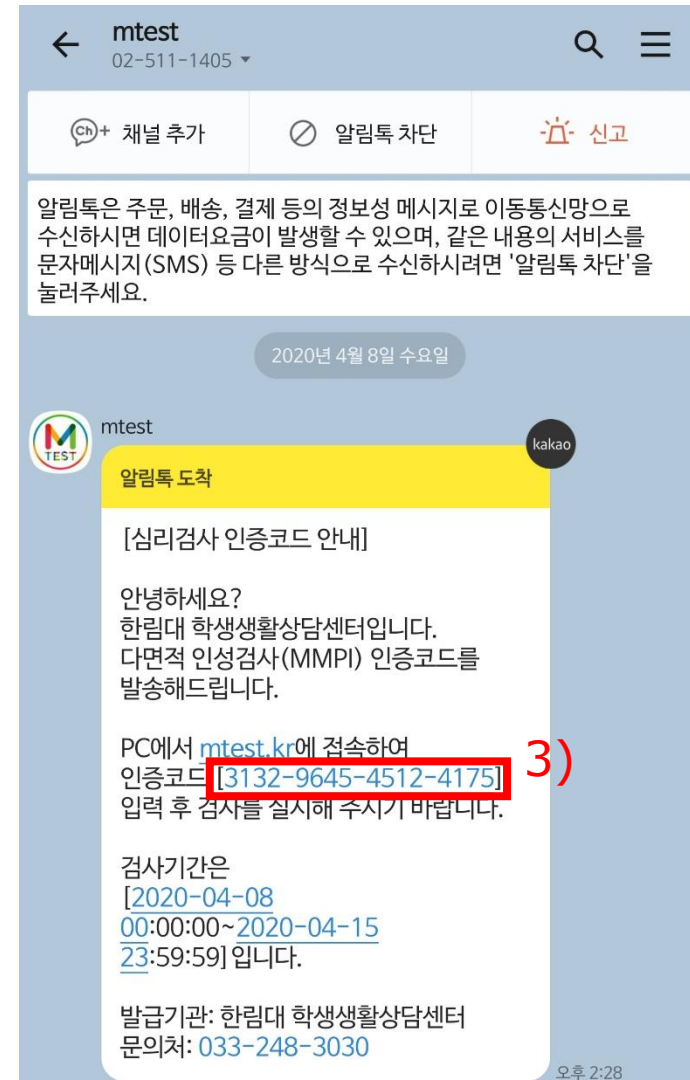 mtest
02-511-1405
Ch+ 채널 추가 알림톡 차단 신고
알림톡은 주문, 배송, 결제 등의 정보성 메시지로 이동통신망으로
수신하시면 데이터요금이 발생할 수 있으며, 같은 내용의 서비스를
문자메시지(SMS) 등 다른 방식으로 수신하시려면 '알림톡 차단'을
눌러주세요.
2020년 4월 8일 수요일
M TEST
mtest
kakao
알림톡 도착
[심리검사 인증코드 안내]
안녕하세요?
한림대 학생생활상담센터입니다.
다면적 인성검사(MMPI) 인증코드를
발송해드립니다.
PC에서 mtest.kr에 접속하여
인증코드 [3132-9645-4512-4175] 3)
입력 후 검사를 실시해 주시기 바랍니다.
검사기간은
[2020-04-08
00:00:00~2020-04-15
23:59:59] 입니다.
발급기관: 한림대 학생생활상담센터
문의처: 033-248-3030
오후 2:28